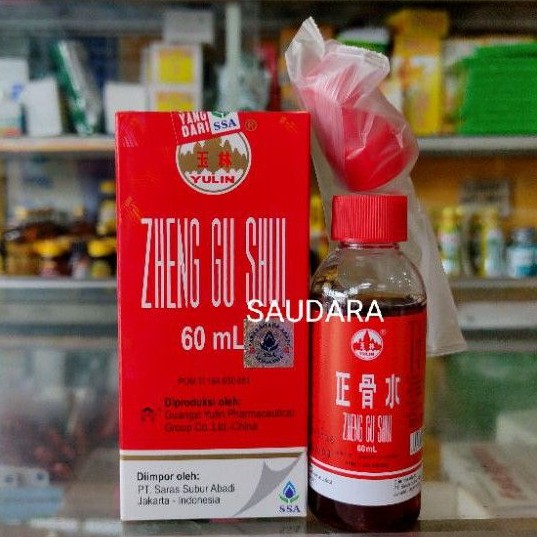 YANG
DARI
SSA
玉林
YULIN
ZHENG GU SHUI
60 mL
SAUDARA
Diproduksi oleh:
Guangxi Yulin Pharmaceutical
Group Co. Ltd.-China
Diimpor oleh:
PT. Saras Subur Abadi
Jakarta - Indonesia
SSA
玉林
YULIN
正骨水
ZHENG GU SHUI
60 mL